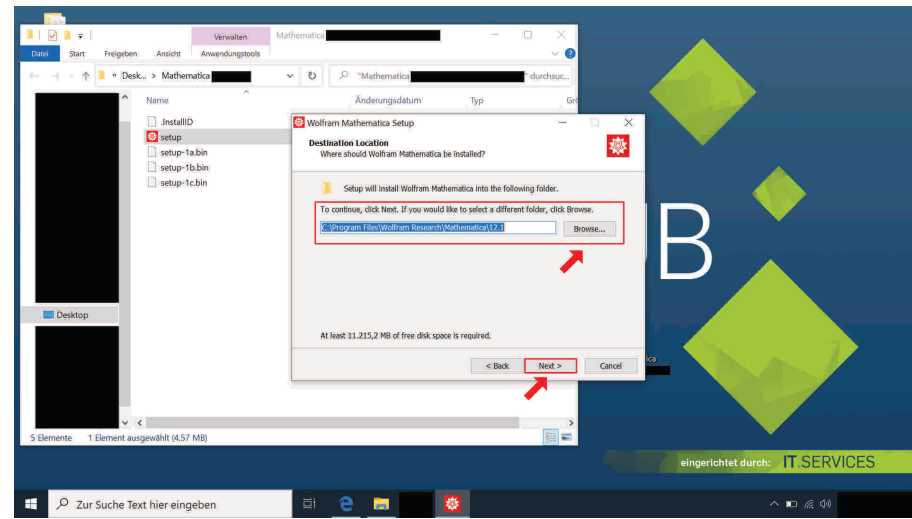 Verwalten
Mathematica
Datei Start Freigeben Ansicht Anwendungstools
Desk... > Mathematica
"Mathematica " durchsuc...
Name Änderungsdatum Typ Grö
.InstallID
setup
setup-1a.bin
setup-1b.bin
setup-1c.bin
Wolfram Mathematica Setup
Destination Location
Where should Wolfram Mathematica be installed?
Setup will install Wolfram Mathematica into the following folder.
To continue, click Next. If you would like to select a different folder, click Browse.
C:\Program Files\Wolfram Research\Mathematica\12.1
Browse...
Desktop
At least 11.215,2 MB of free disk space is required.
< Back Next > Cancel
ica
5 Elemente 1 Element ausgewählt (4,57 MB)
B
eingerichtet durch: IT.SERVICES
Zur Suche Text hier eingeben